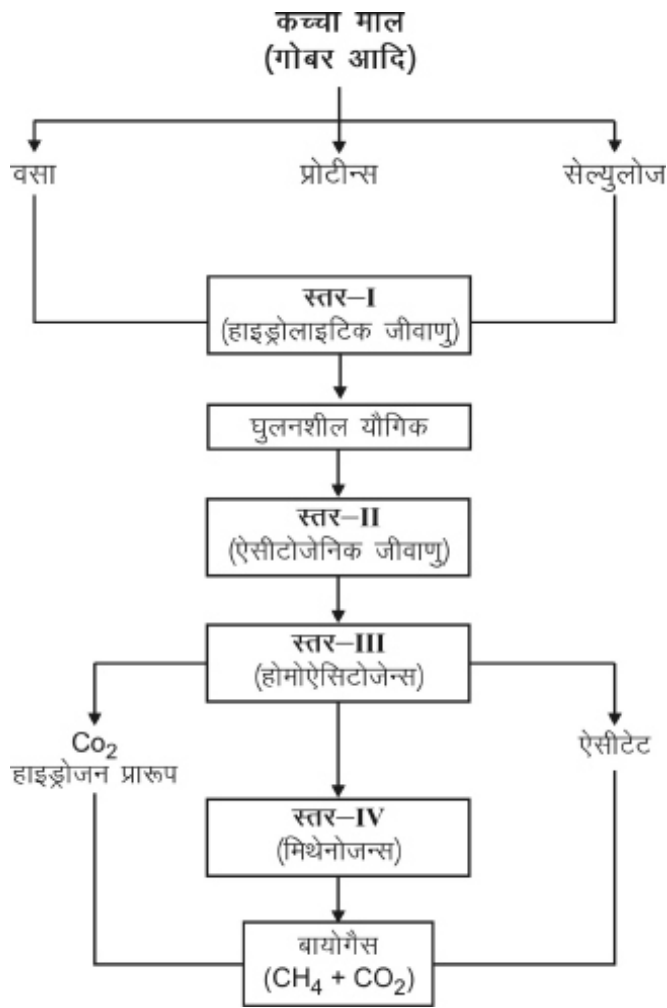 कच्चा माल
(गोबर आदि)
वसा
प्रोटीन्स
सेल्युलोज
स्तर–I
(हाइड्रोलाइटिक जीवाणु)
घुलनशील यौगिक
स्तर–II
(ऐसीटोजेनिक जीवाणु)
स्तर–III
(होमोऐसिटोजेन्स)
Co₂
हाइड्रोजन प्रारूप
ऐसीटेट
स्तर–IV
(मिथेनोजन्स)
बायोगैस
(CH₄ + CO₂)